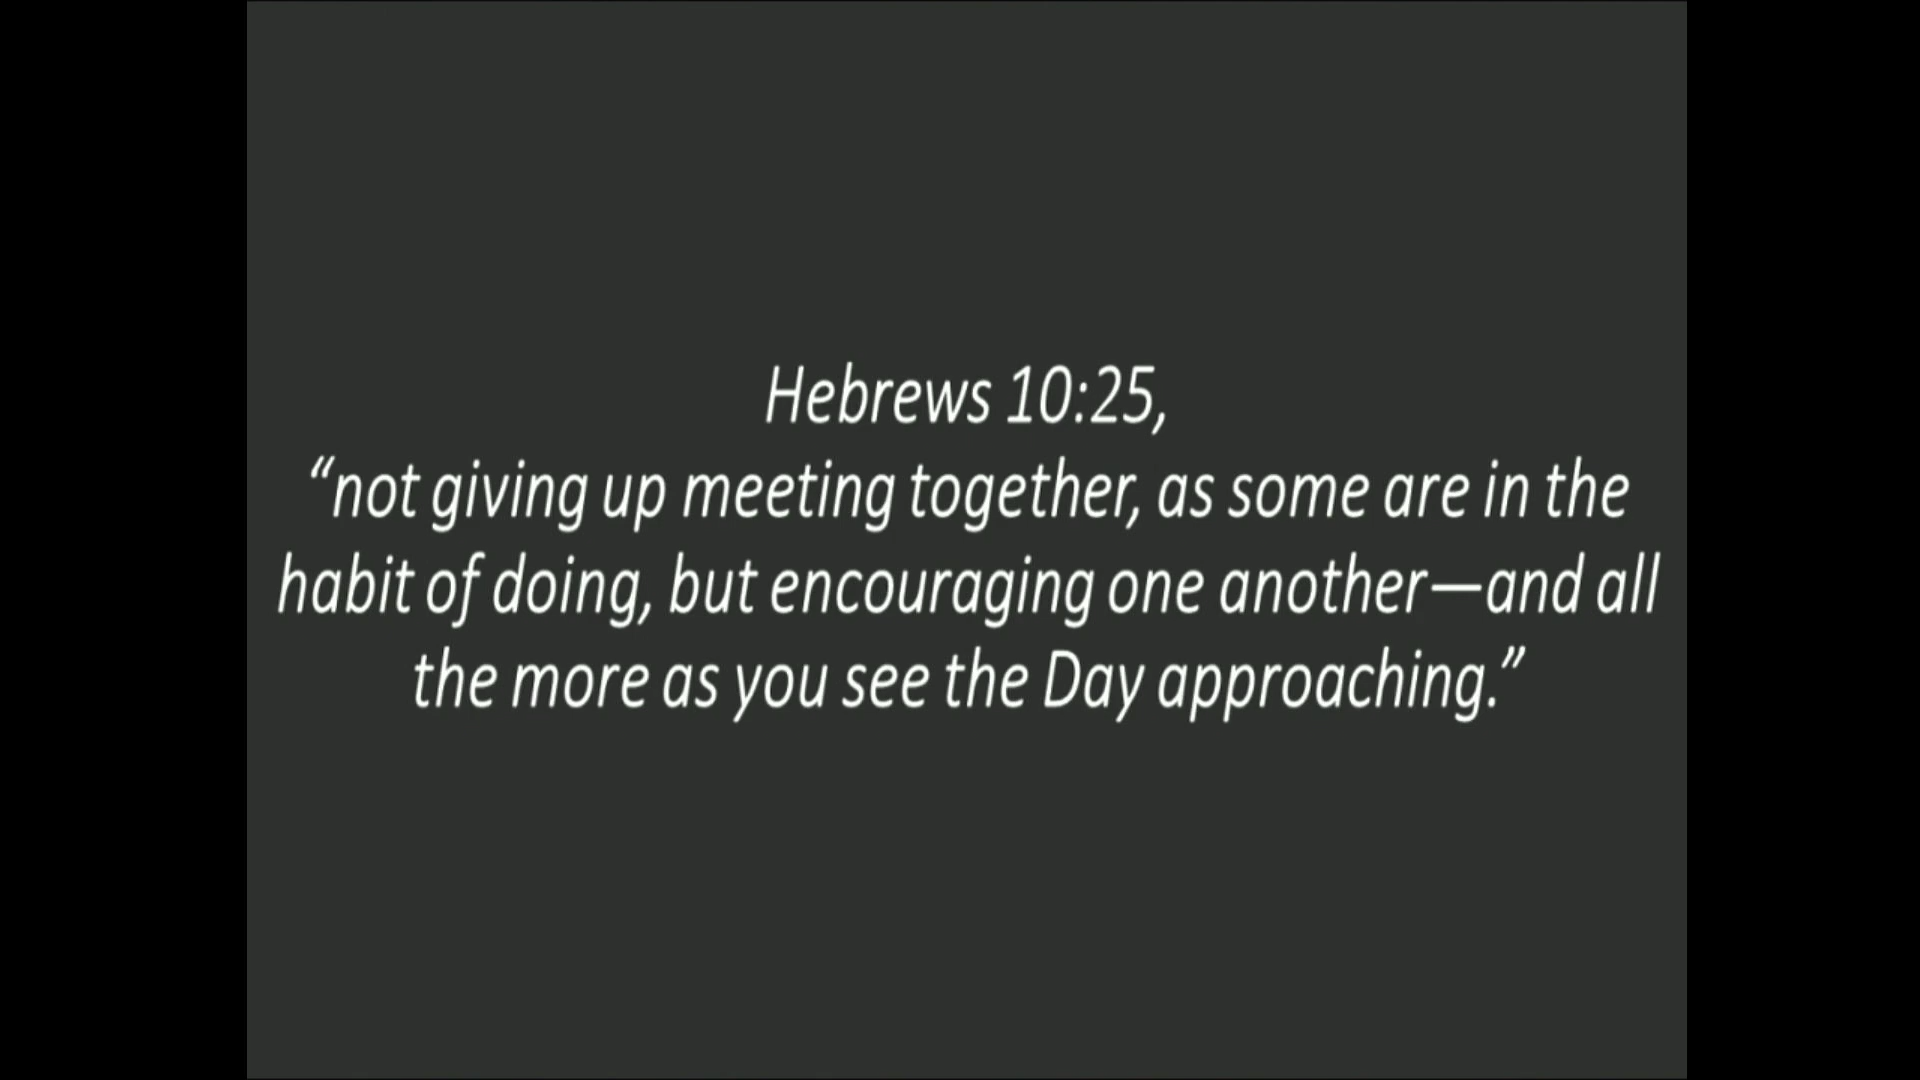 Hebrews 10:25,
“not giving up meeting together, as some are in the
habit of doing, but encouraging one another—and all
the more as you see the Day approaching.”